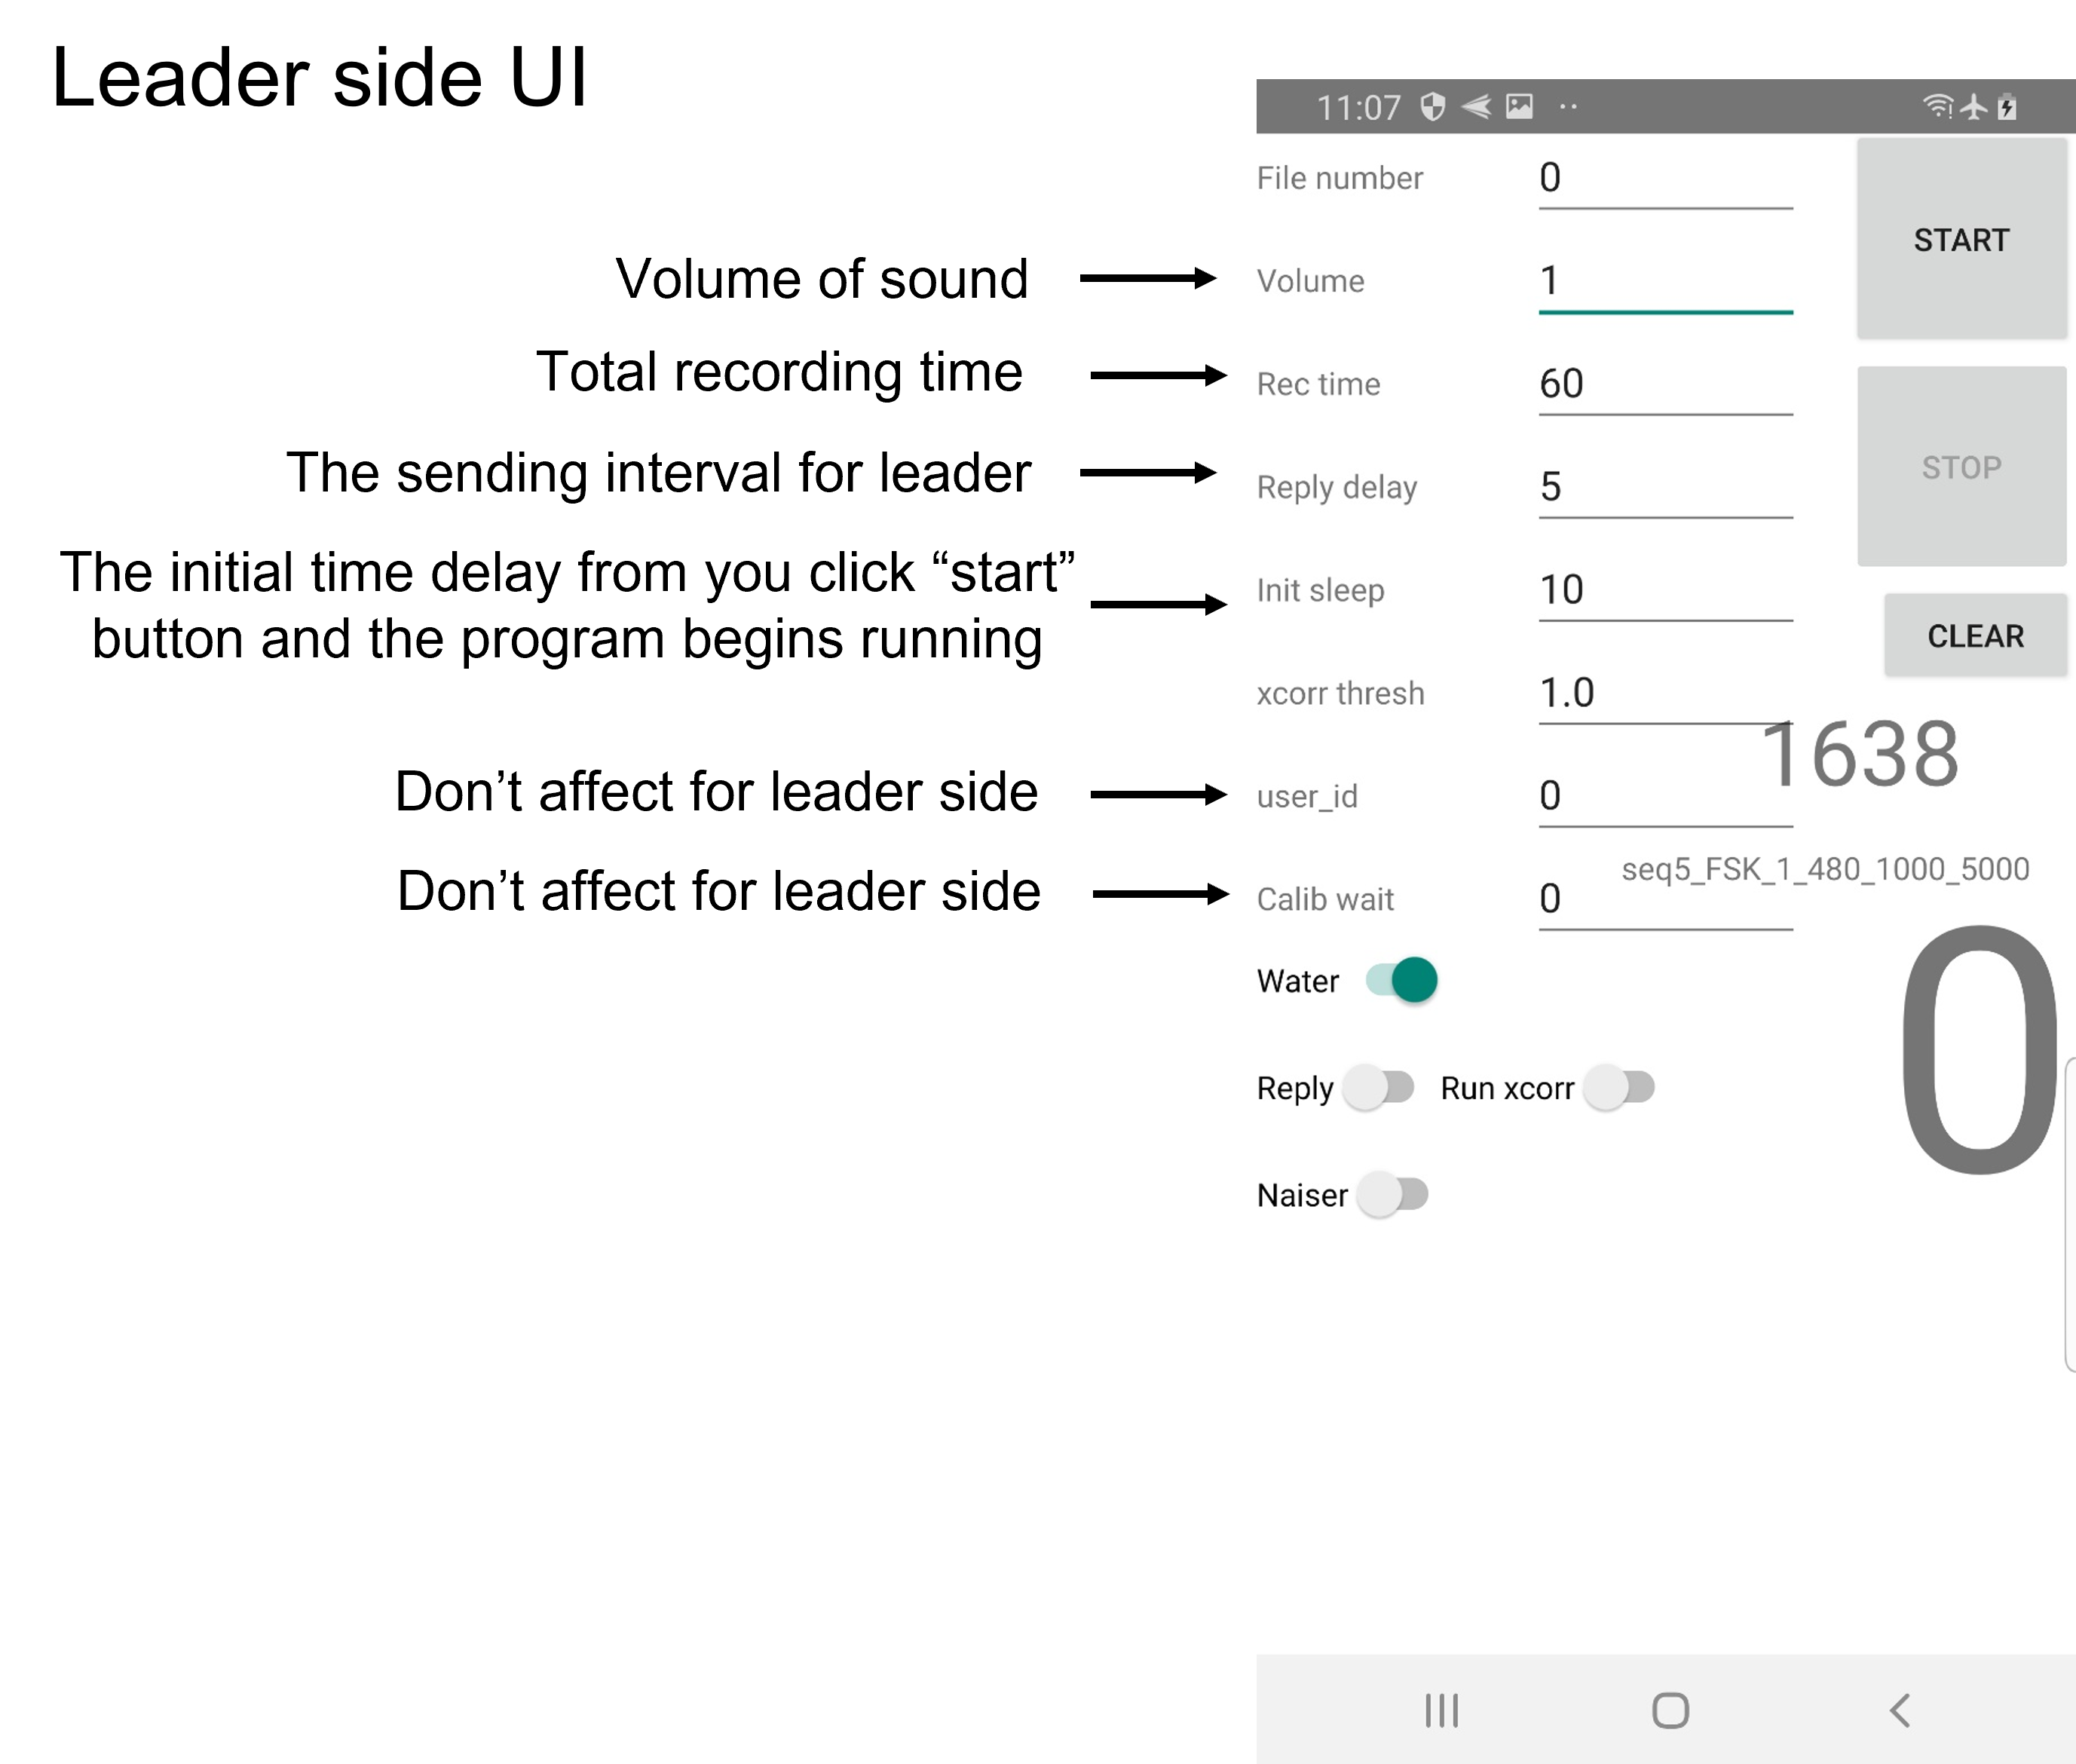 Leader side UI
11:07
File number 0
START
Volume of sound
Volume 1
Total recording time
Rec time 60
The sending interval for leader
Reply delay 5
STOP
The initial time delay from you click “start”
button and the program begins running
Init sleep 10
CLEAR
xcorr thresh 1.0
1638
Don’t affect for leader side
user_id 0
seq5_FSK_1_480_1000_5000
Don’t affect for leader side
Calib wait 0
Water
0
Reply Run xcorr
Naiser